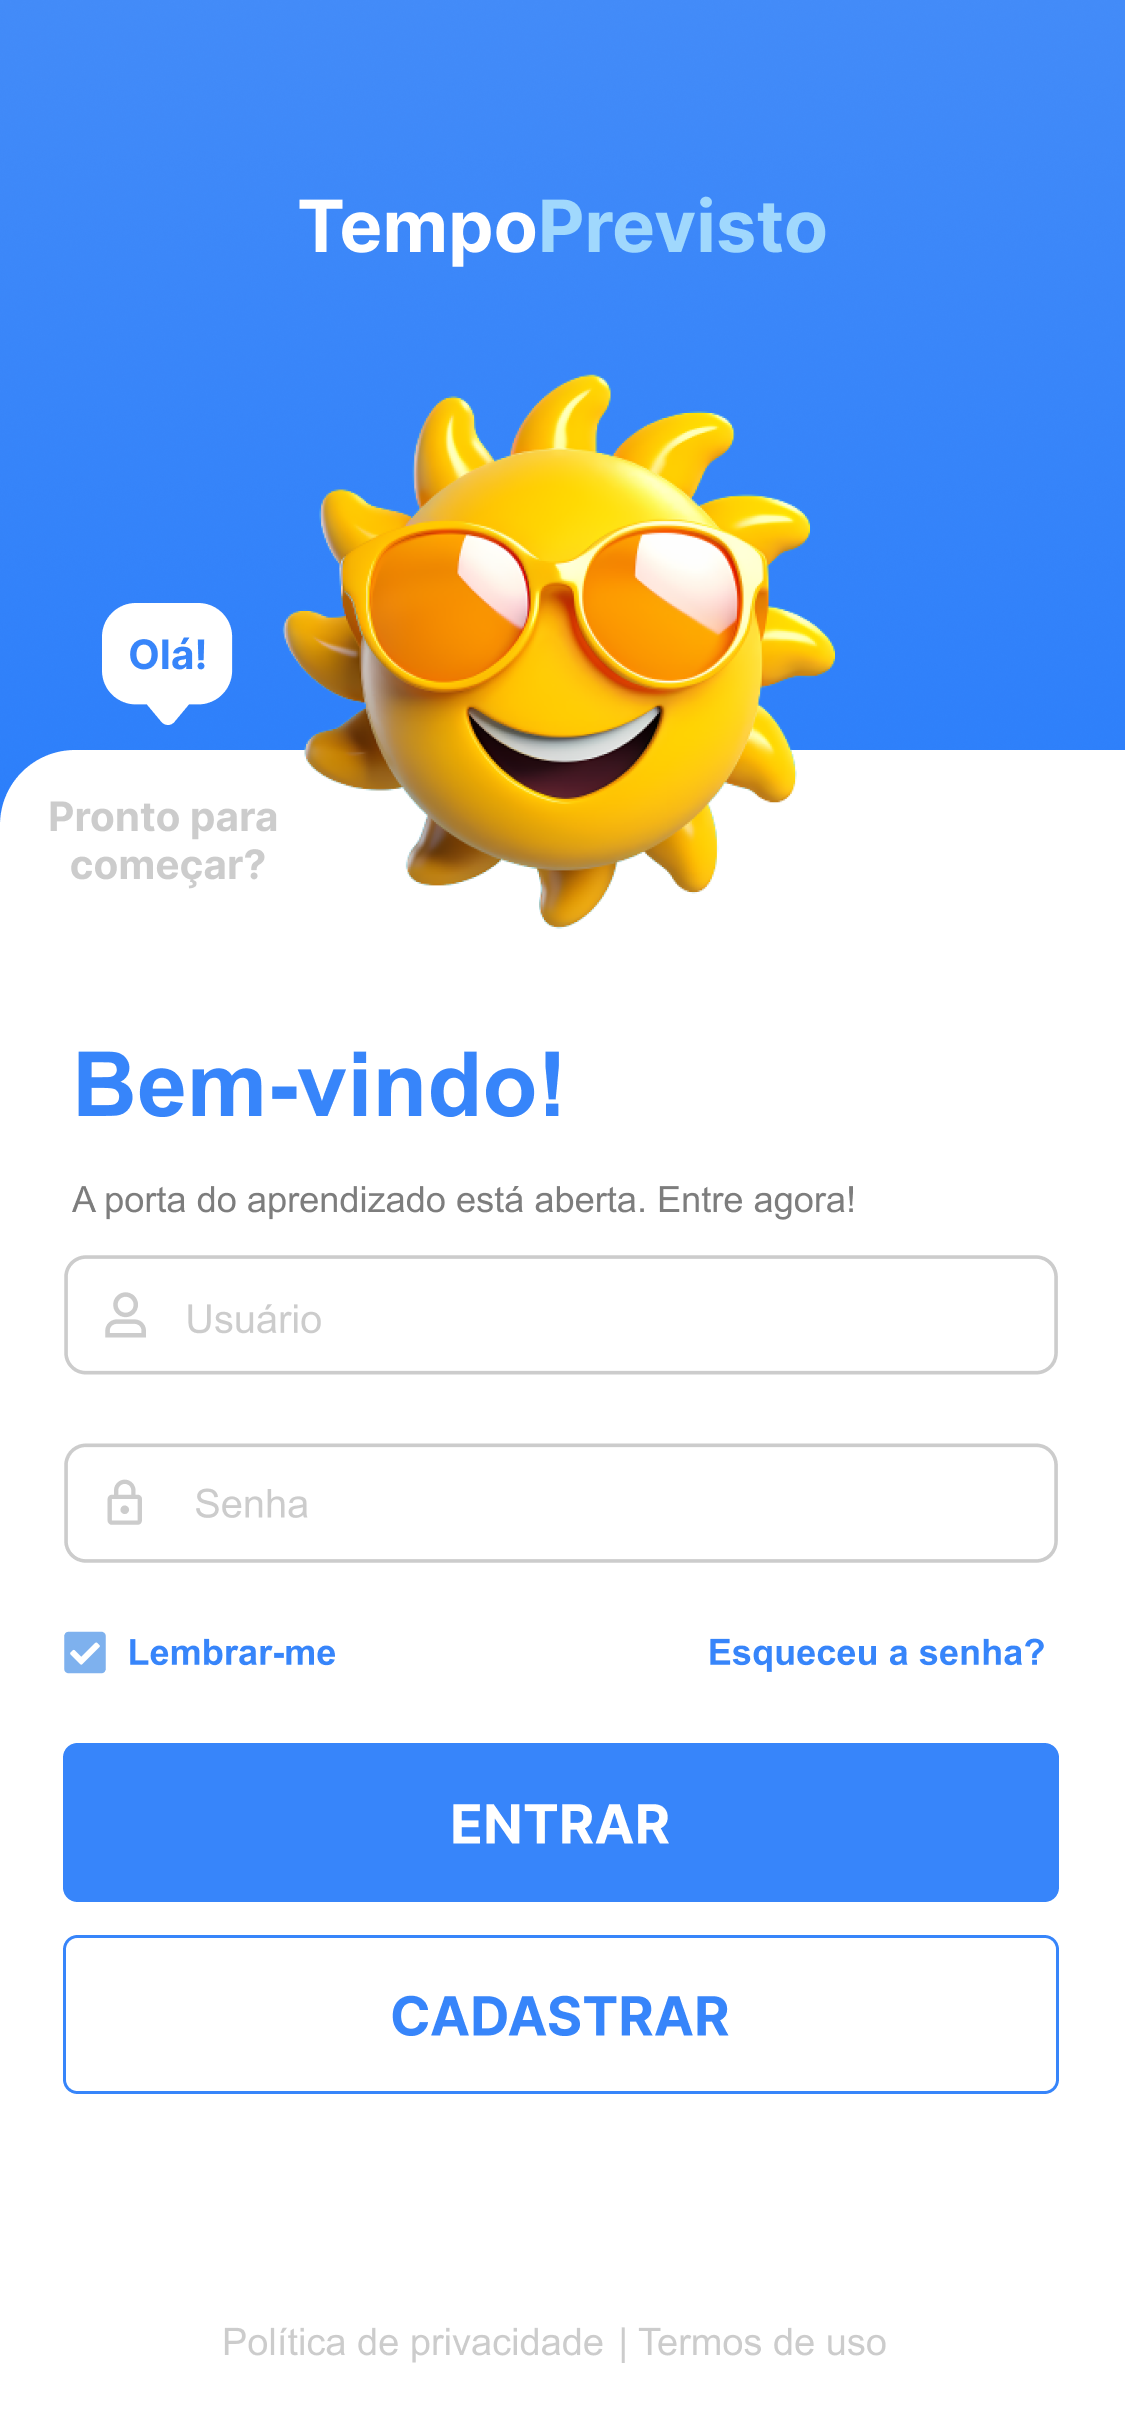 TempoPrevisto
Olá!
Pronto para
começar?
Bem-vindo!
A porta do aprendizado está aberta. Entre agora!
Usuário
Senha
Lembrar-me
Esqueceu a senha?
ENTRAR
CADASTRAR
Política de privacidade | Termos de uso